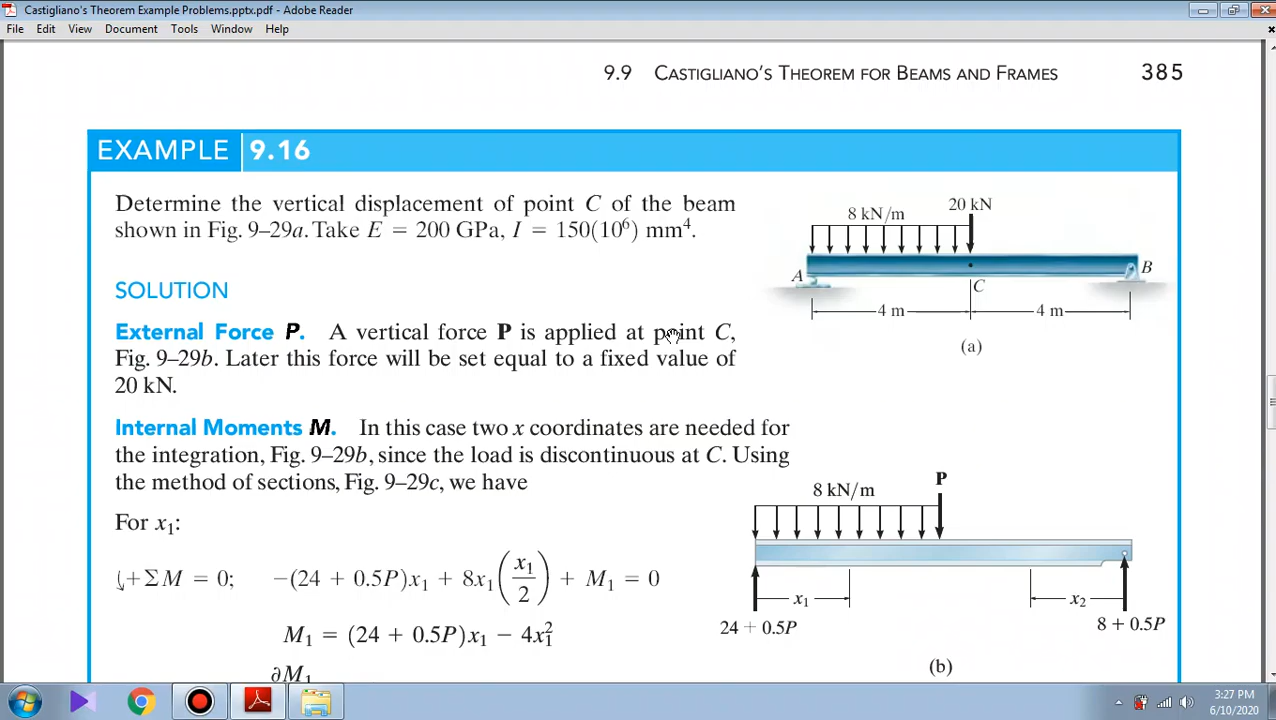 Castigliano's Theorem Example Problems.pptx.pdf - Adobe Reader
File Edit View Document Tools Window Help
9.9 CASTIGLIANO'S THEOREM FOR BEAMS AND FRAMES 385
EXAMPLE 9.16
Determine the vertical displacement of point C of the beam
shown in Fig. 9–29a. Take E = 200 GPa, I = 150(10⁶) mm⁴.
20 kN
8 kN/m
A
B
C
4 m
4 m
(a)
SOLUTION
External Force P. A vertical force P is applied at point C,
Fig. 9–29b. Later this force will be set equal to a fixed value of
20 kN.
Internal Moments M. In this case two x coordinates are needed for
the integration, Fig. 9–29b, since the load is discontinuous at C. Using
the method of sections, Fig. 9–29c, we have
For x₁:
↓+ΣM = 0; −(24 + 0.5P)x₁ + 8x₁(x₁/2) + M₁ = 0
M₁ = (24 + 0.5P)x₁ − 4x₁²
∂M₁
P
8 kN/m
x₁
x₂
24 + 0.5P
8 + 0.5P
(b)
3:27 PM
6/10/2020